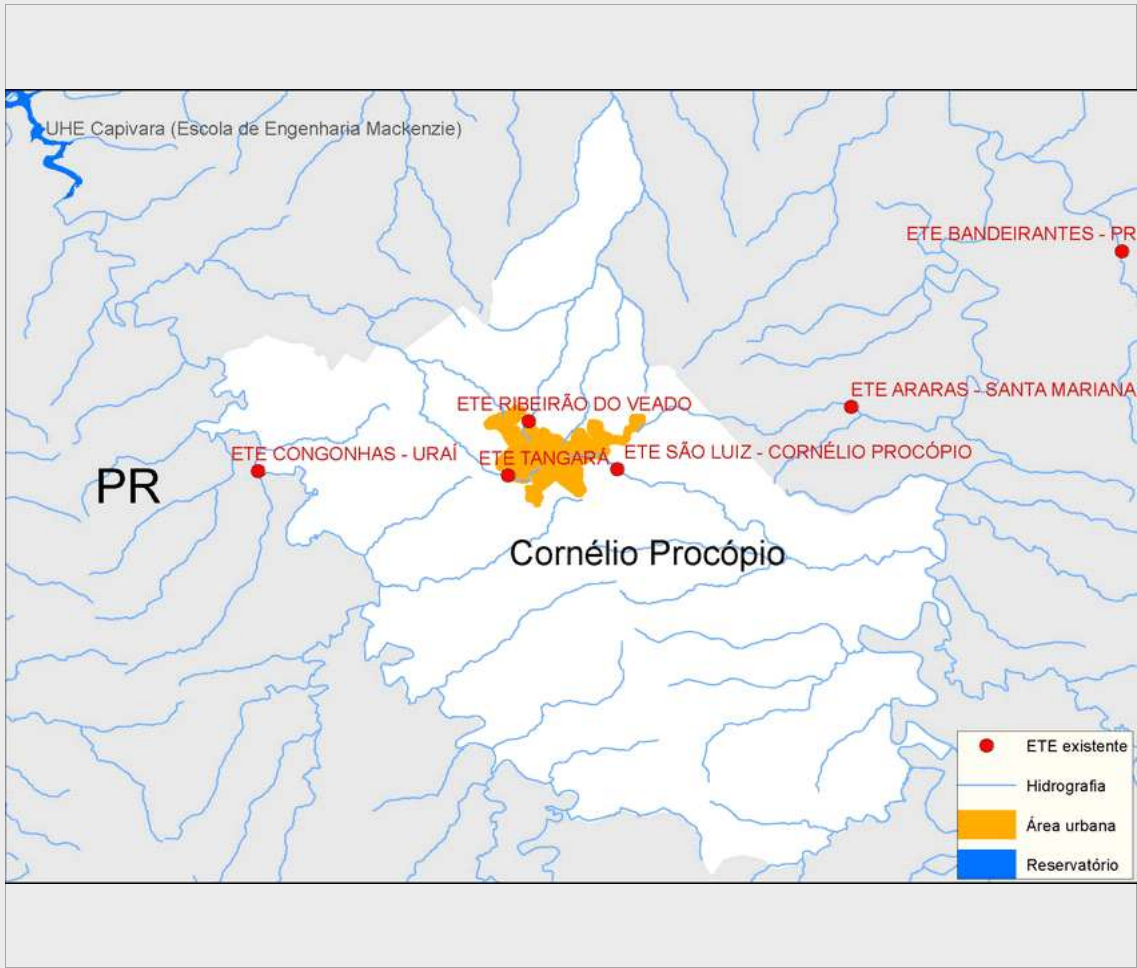 UHE Capivara (Escola de Engenharia Mackenzie)
ETE BANDEIRANTES - PR
ETE ARARAS - SANTA MARIANA
ETE RIBEIRÃO DO VEADO
ETE CONGONHAS - URAÍ
ETE TANGARÁ
ETE SÃO LUIZ - CORNÉLIO PROCÓPIO
PR
Cornélio Procópio
ETE existente
Hidrografia
Área urbana
Reservatório